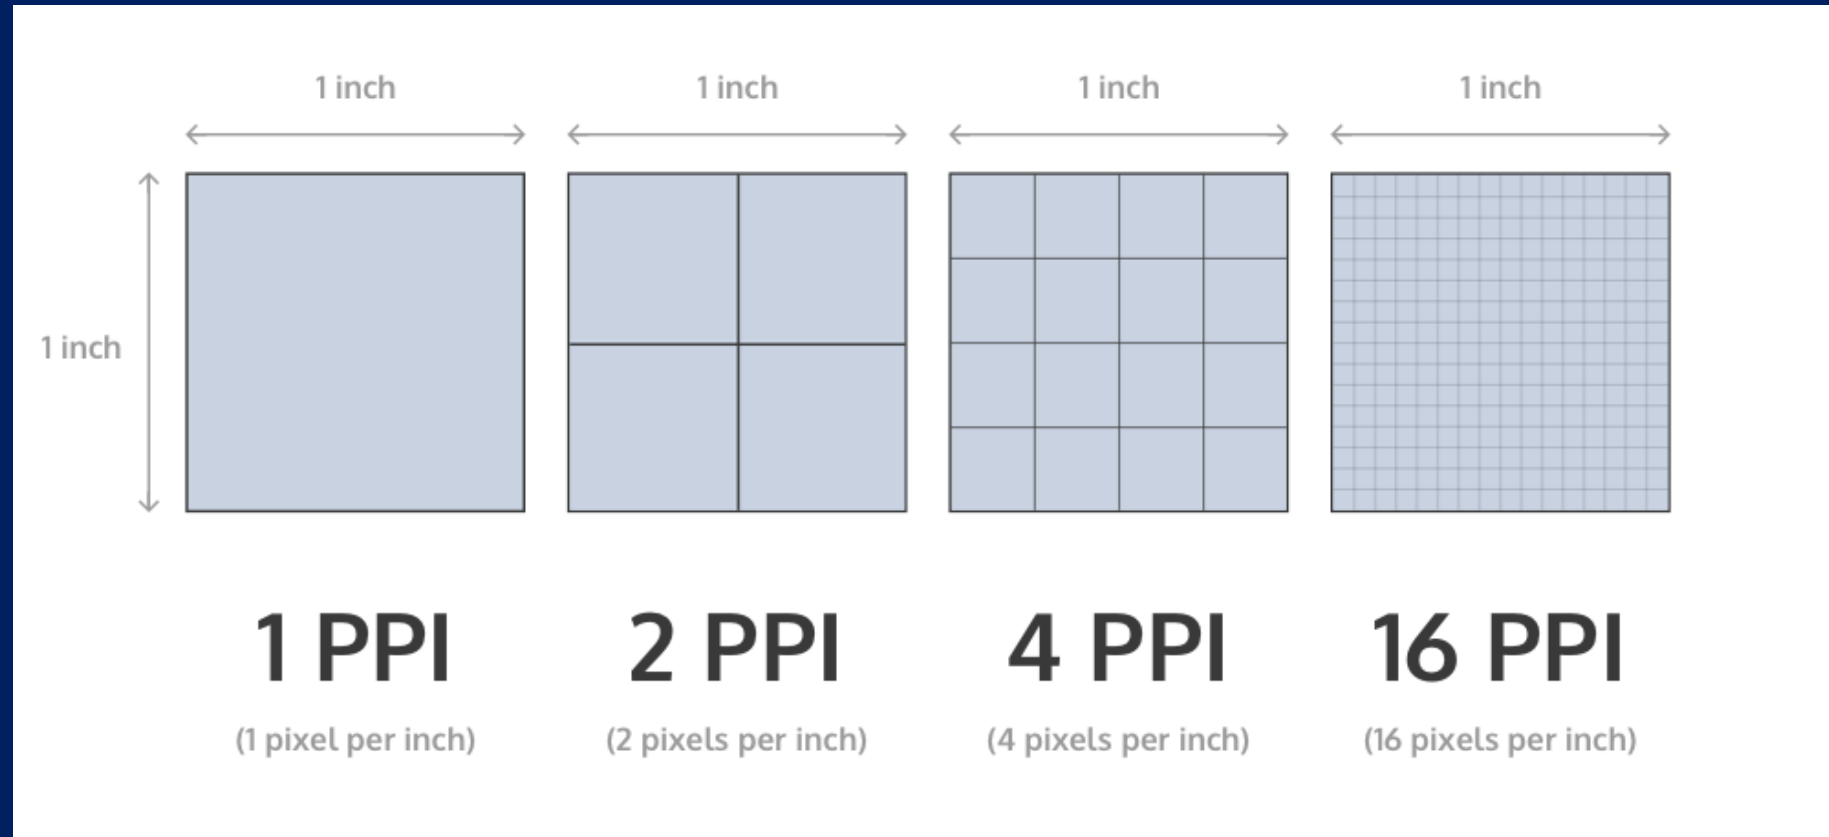 1 inch
1 inch
1 inch
1 inch
1 inch
1 PPI
2 PPI
4 PPI
16 PPI
(1 pixel per inch)
(2 pixels per inch)
(4 pixels per inch)
(16 pixels per inch)